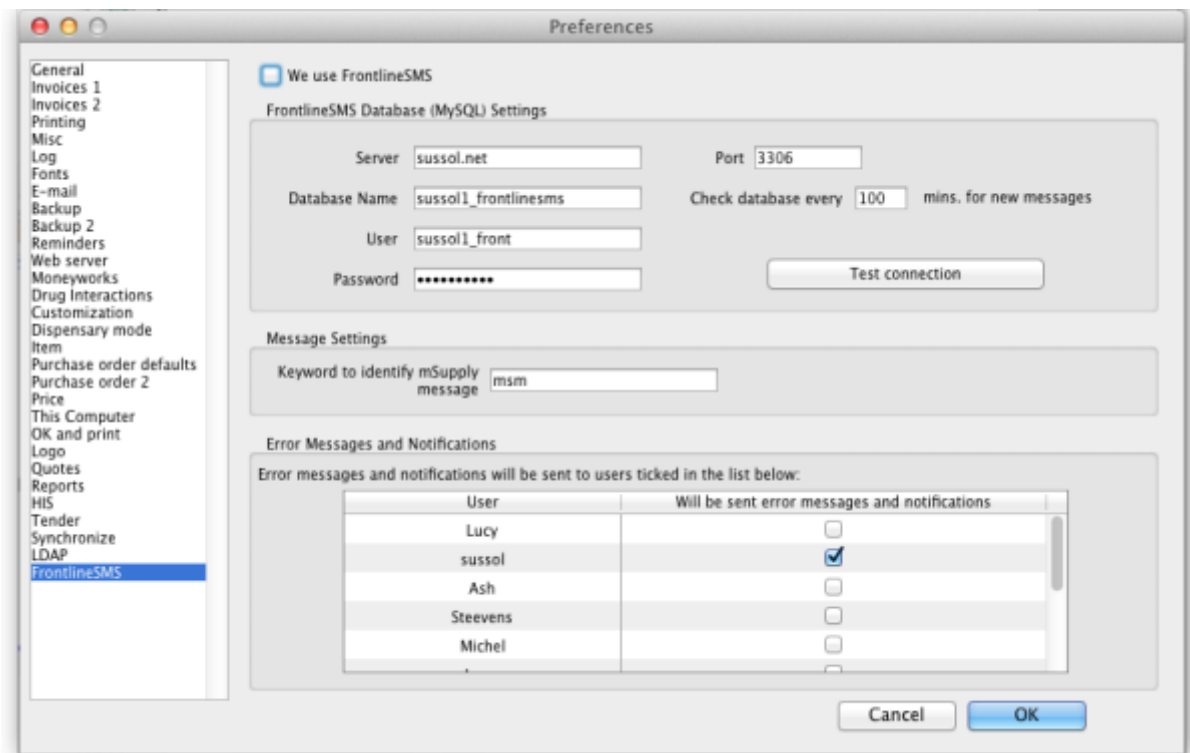 Preferences
General
Invoices 1
Invoices 2
Printing
Misc
Log
Fonts
E-mail
Backup
Backup 2
Reminders
Web server
Moneyworks
Drug Interactions
Customization
Dispensary mode
Item
Purchase order defaults
Purchase order 2
Price
This Computer
OK and print
Logo
Quotes
Reports
HIS
Tender
Synchronize
LDAP
FrontlineSMS
We use FrontlineSMS
FrontlineSMS Database (MySQL) Settings
Server sussol.net Port 3306
Database Name sussol1_frontlinesms Check database every 100 mins. for new messages
User sussol1_front
Password •••••••••• Test connection
Message Settings
Keyword to identify mSupply
message msm
Error Messages and Notifications
Error messages and notifications will be sent to users ticked in the list below:
User Will be sent error messages and notifications
Lucy
sussol
Ash
Steevens
Michel
Cancel OK